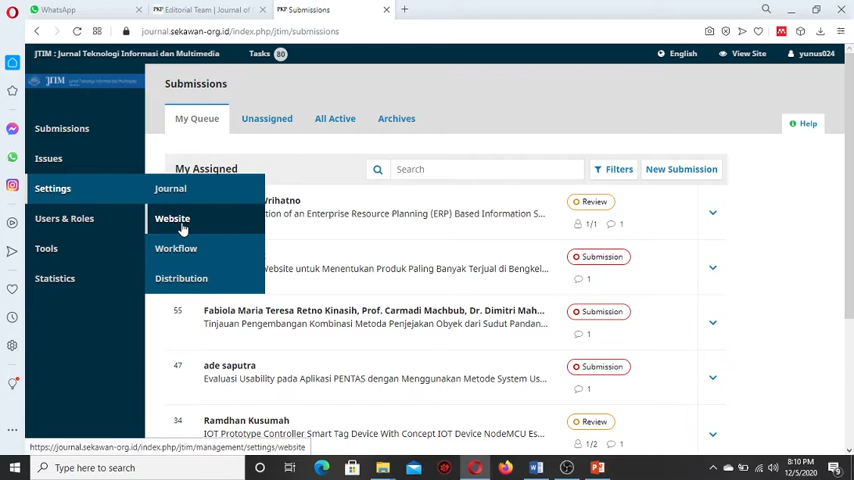 WhatsApp
PKP Editorial Team | Journal of
PKP Submissions
journal.sekawan-org.id/index.php/jtim/submissions
JTIM : Jurnal Teknologi Informasi dan Multimedia
Tasks 80
English
View Site
yunus024
JTIM
Submissions
Issues
Settings
Users & Roles
Tools
Statistics
Journal
Website
Workflow
Distribution
Submissions
My Queue
Unassigned
All Active
Archives
Help
My Assigned
Search
Filters
New Submission
Wrihatno
on of an Enterprise Resource Planning (ERP) Based Information S...
Review
1/1 1
Website untuk Menentukan Produk Paling Banyak Terjual di Bengkel...
Submission
1
55 Fabiola Maria Teresa Retno Kinasih, Prof. Carmadi Machbub, Dr. Dimitri Mah...
Tinjauan Pengembangan Kombinasi Metoda Penjejakan Obyek dari Sudut Pandan...
Submission
1
47 ade saputra
Evaluasi Usability pada Aplikasi PENTAS dengan Menggunakan Metode System Us...
Submission
1
34 Ramdhan Kusumah
IOT Prototype Controller Smart Tag Device With Concept IOT Device NodeMCU Es...
Review
1/2 1
https://journal.sekawan-org.id/index.php/jtim/management/settings/website
Type here to search
8:10 PM
12/5/2020